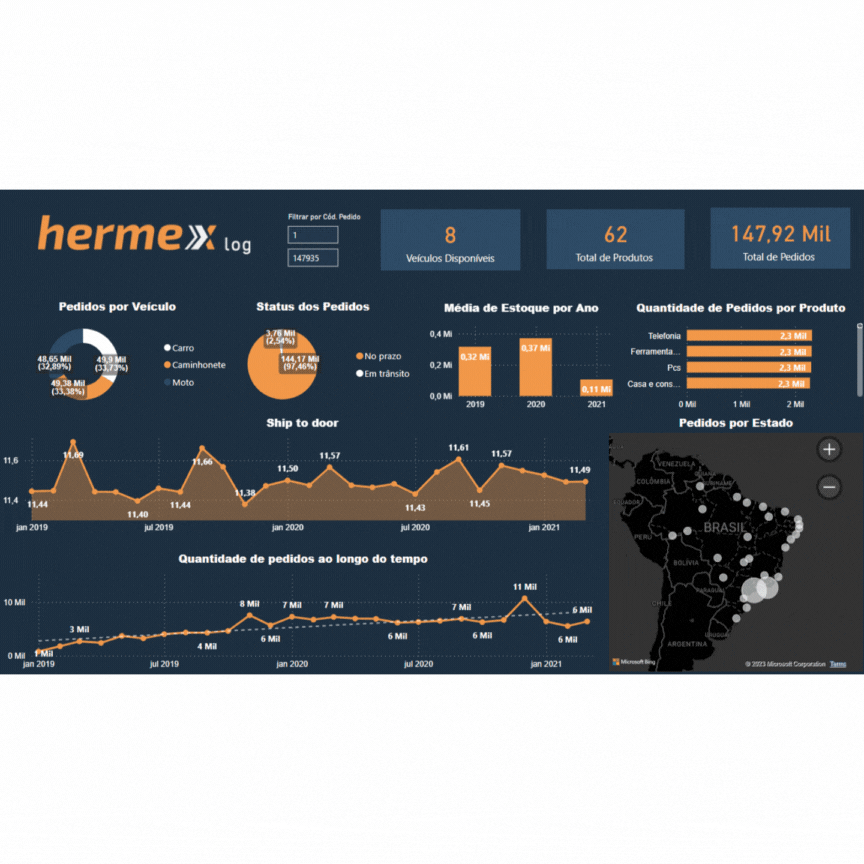 hermex log
Filtrar por Cód. Pedido
1
147935
8
Veículos Disponíveis
62
Total de Produtos
147,92 Mil
Total de Pedidos
Pedidos por Veículo
48,65 Mil
(32,89%)
49,9 Mil
(33,73%)
49,38 Mil
(33,38%)
Carro
Caminhonete
Moto
Status dos Pedidos
3,76 Mil
(2,54%)
144,17 Mil
(97,46%)
No prazo
Em trânsito
Média de Estoque por Ano
0,4 Mi
0,2 Mi
0,0 Mi
0,32 Mi
0,37 Mi
0,11 Mi
2019
2020
2021
Quantidade de Pedidos por Produto
Telefonia
2,3 Mil
Ferramenta...
2,3 Mil
Pcs
2,3 Mil
Casa e cons...
2,3 Mil
0 Mil
1 Mil
2 Mil
Ship to door
11,6
11,4
11,44
11,69
11,40
11,44
11,66
11,38
11,50
11,57
11,43
11,61
11,45
11,57
11,49
jan 2019
jul 2019
jan 2020
jul 2020
jan 2021
Quantidade de pedidos ao longo do tempo
10 Mil
0 Mil
1 Mil
3 Mil
4 Mil
8 Mil
6 Mil
7 Mil
7 Mil
6 Mil
7 Mil
6 Mil
11 Mil
6 Mil
6 Mil
jan 2019
jul 2019
jan 2020
jul 2020
jan 2021
Pedidos por Estado
+
−
VENEZUELA
COLÔMBIA
PERU
BRASIL
BOLÍVIA
PARAGUAI
CHILE
ARGENTINA
URUGUAI
Microsoft Bing
© 2023 Microsoft Corporation
Terms